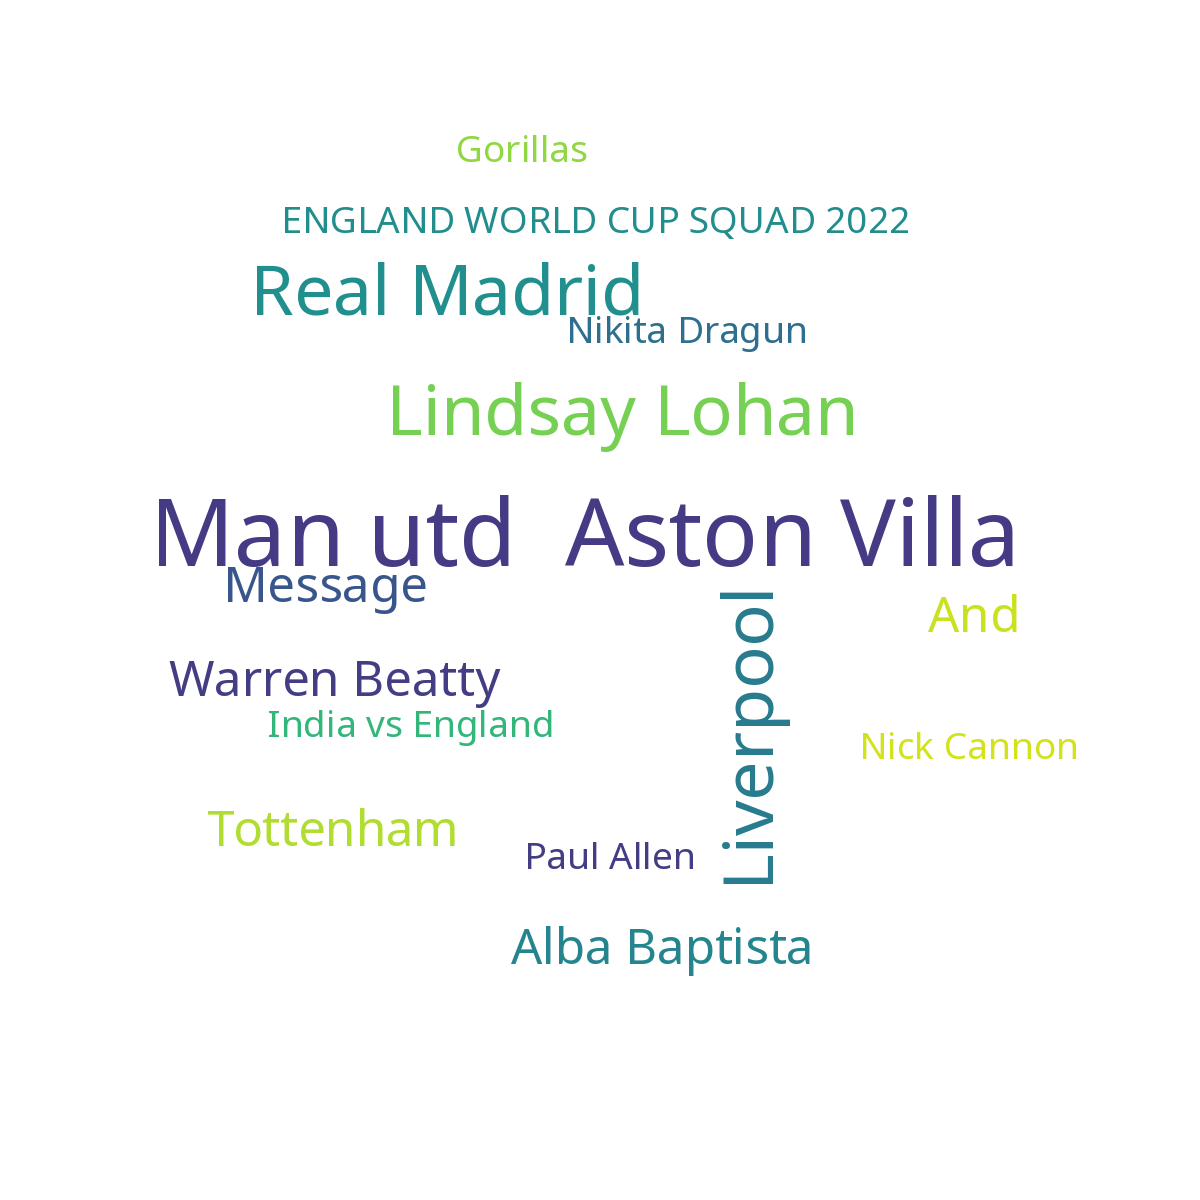 Gorillas
ENGLAND WORLD CUP SQUAD 2022
Real Madrid
Nikita Dragun
Lindsay Lohan
Man utd  Aston Villa
Message
And
Liverpool
Warren Beatty
India vs England
Nick Cannon
Tottenham
Paul Allen
Alba Baptista